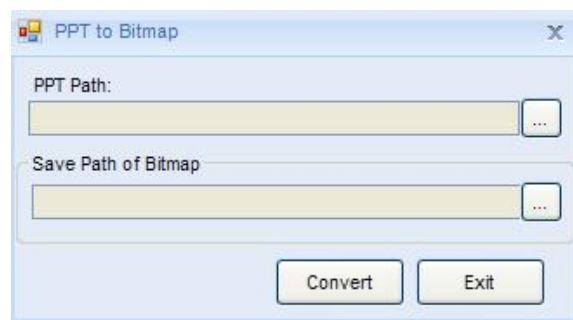 PPT to Bitmap
PPT Path:
...
Save Path of Bitmap
...
Convert Exit